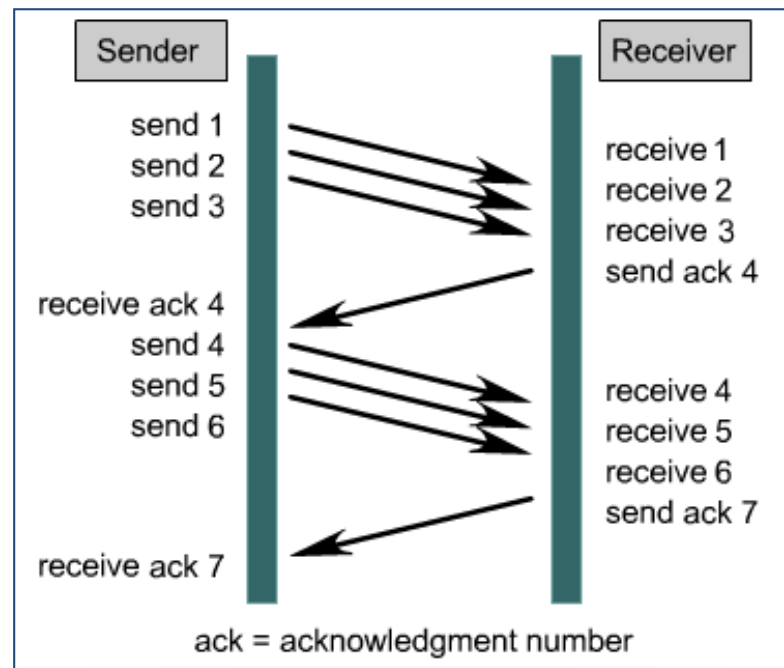 Sender
Receiver
send 1
send 2
send 3
receive 1
receive 2
receive 3
send ack 4
receive ack 4
send 4
send 5
send 6
receive 4
receive 5
receive 6
send ack 7
receive ack 7
ack = acknowledgment number